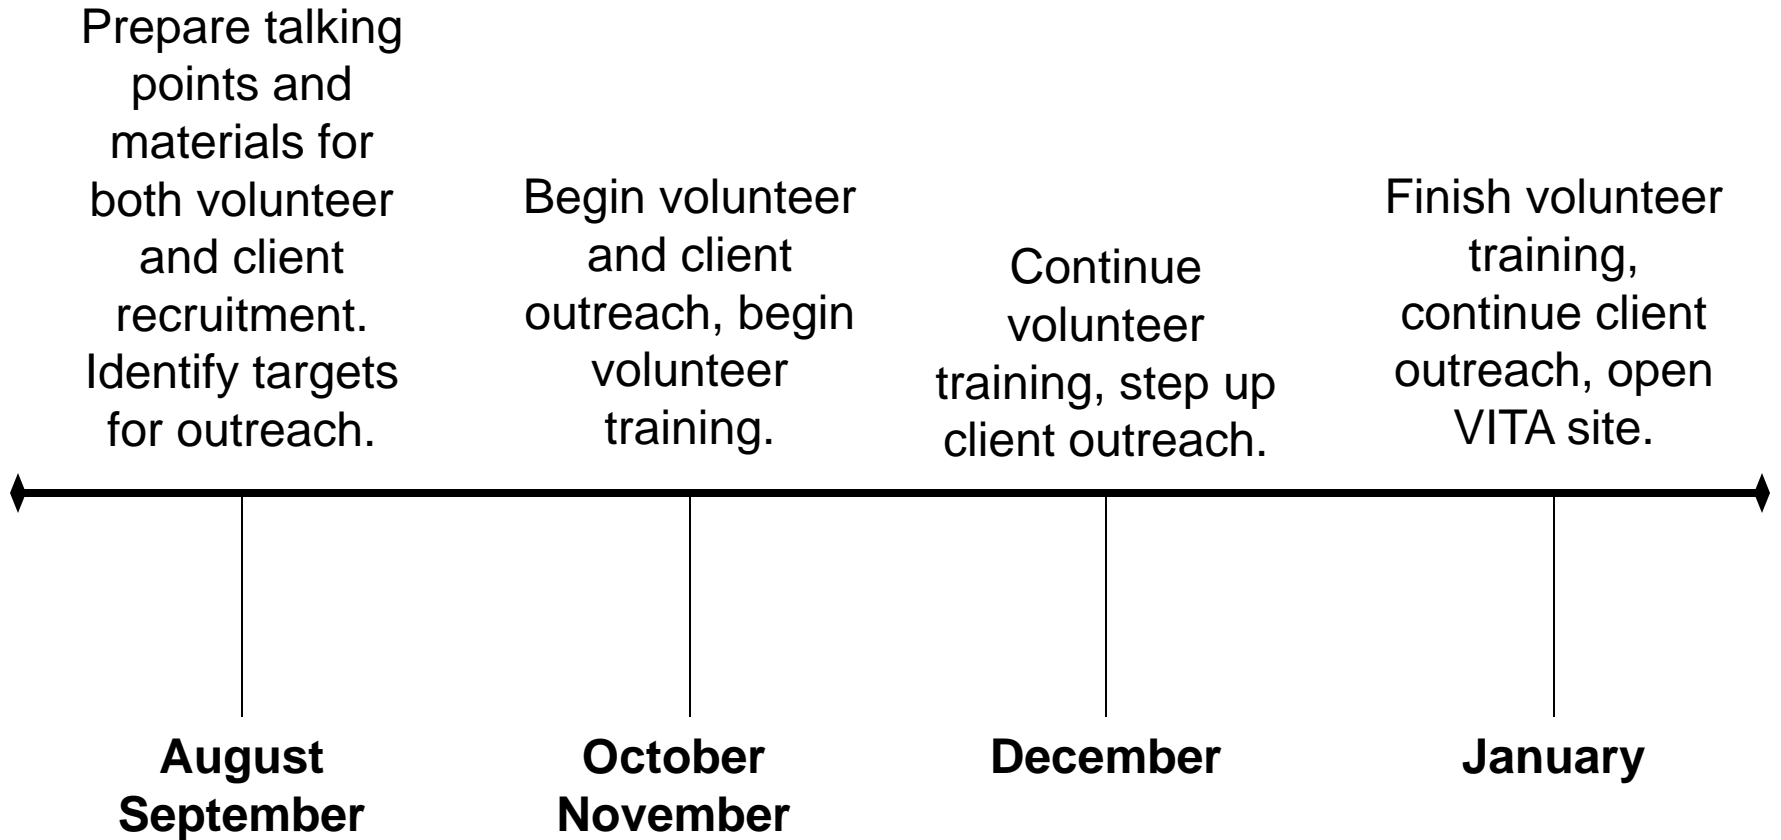 Prepare talking
points and
materials for
both volunteer
and client
recruitment.
Identify targets
for outreach.
Begin volunteer
and client
outreach, begin
volunteer
training.
Continue
volunteer
training, step up
client outreach.
Finish volunteer
training,
continue client
outreach, open
VITA site.
August
September
October
November
December
January